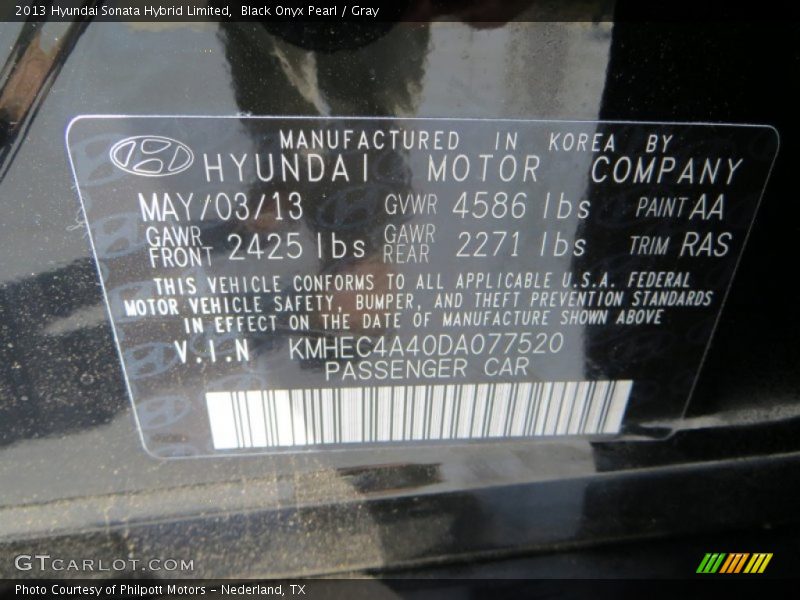 2013 Hyundai Sonata Hybrid Limited,  Black Onyx Pearl / Gray
MANUFACTURED IN KOREA BY
HYUNDAI MOTOR COMPANY
MAY/03/13 GVWR 4586 lbs PAINT AA
GAWR FRONT 2425 lbs GAWR REAR 2271 lbs TRIM RAS
THIS VEHICLE CONFORMS TO ALL APPLICABLE U.S.A. FEDERAL
MOTOR VEHICLE SAFETY, BUMPER, AND THEFT PREVENTION STANDARDS
IN EFFECT ON THE DATE OF MANUFACTURE SHOWN ABOVE
V.I.N KMHEC4A40DA077520
PASSENGER CAR
GTCARLOT.COM
Photo Courtesy of Philpott Motors - Nederland, TX